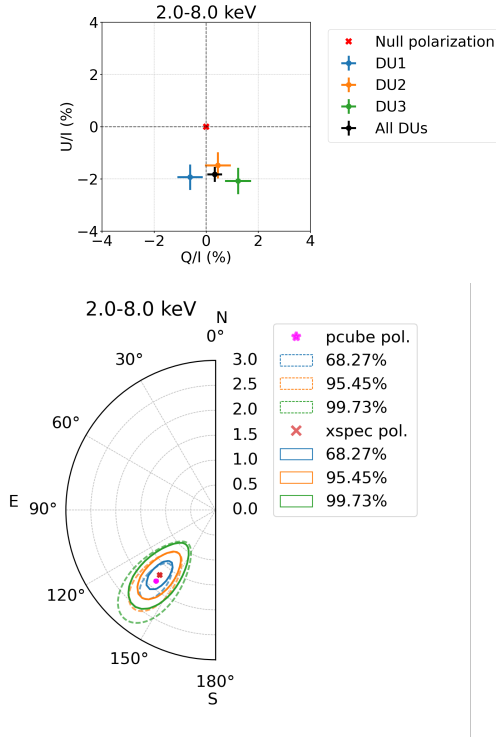 2.0-8.0 keV
4
2
0
−2
−4
U/I (%)
−4 −2 0 2 4
Q/I (%)
Null polarization
DU1
DU2
DU3
All DUs
2.0-8.0 keV
N
0°
30°
60°
E 90°
120°
150°
180°
S
3.0
2.5
2.0
1.5
1.0
0.5
0.0
pcube pol.
68.27%
95.45%
99.73%
xspec pol.
68.27%
95.45%
99.73%